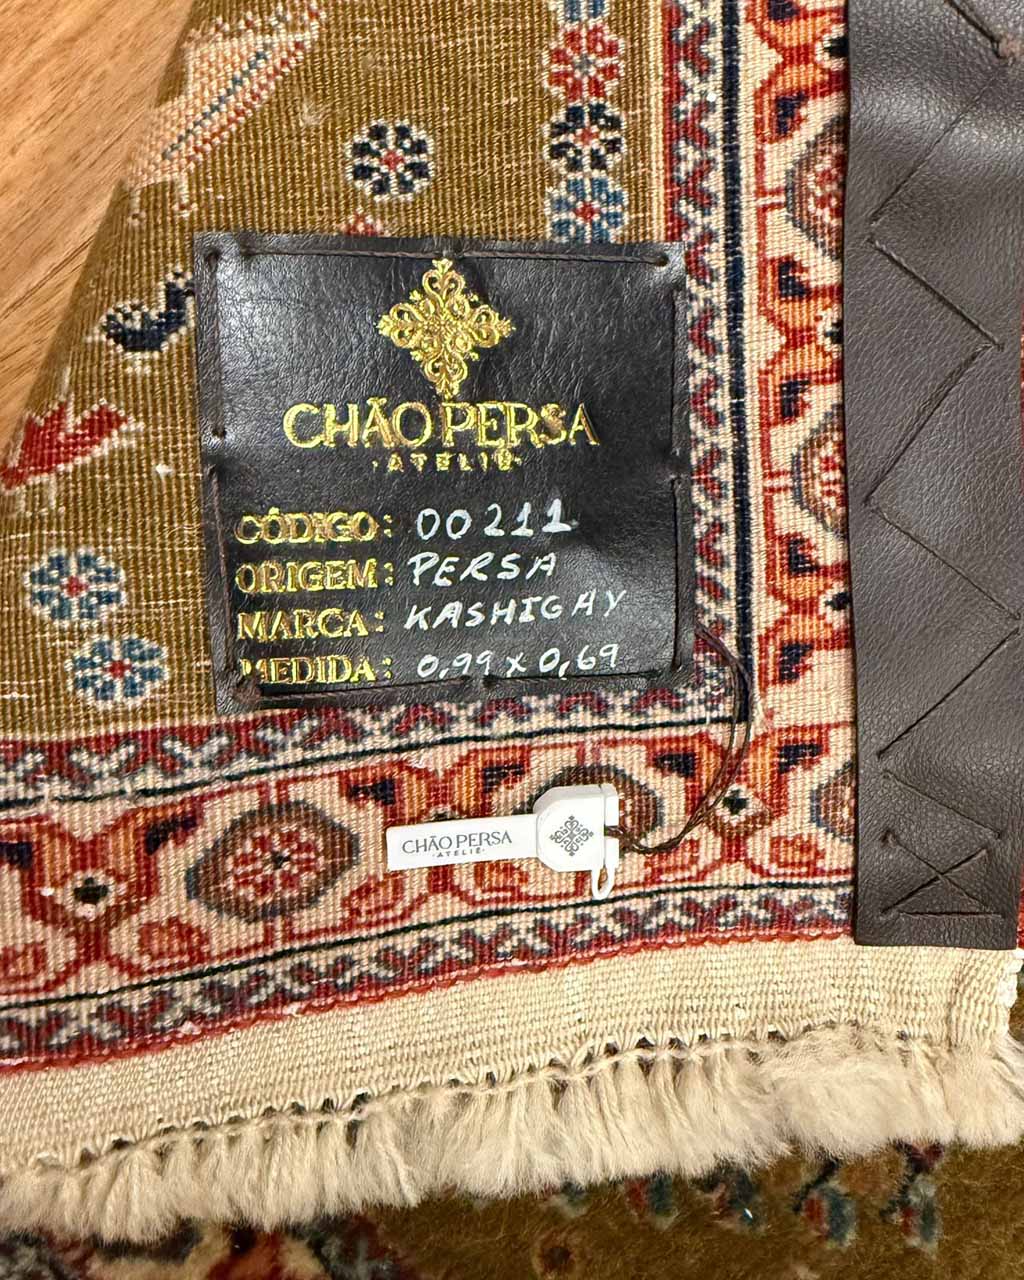 CHÃO PERSA
·ATELIÊ·
CÓDIGO: 00211
ORIGEM: PERSA
MARCA: KASHIGAY
MEDIDA: 0,99 x 0,69
CHÃO PERSA
·ATELIÊ·